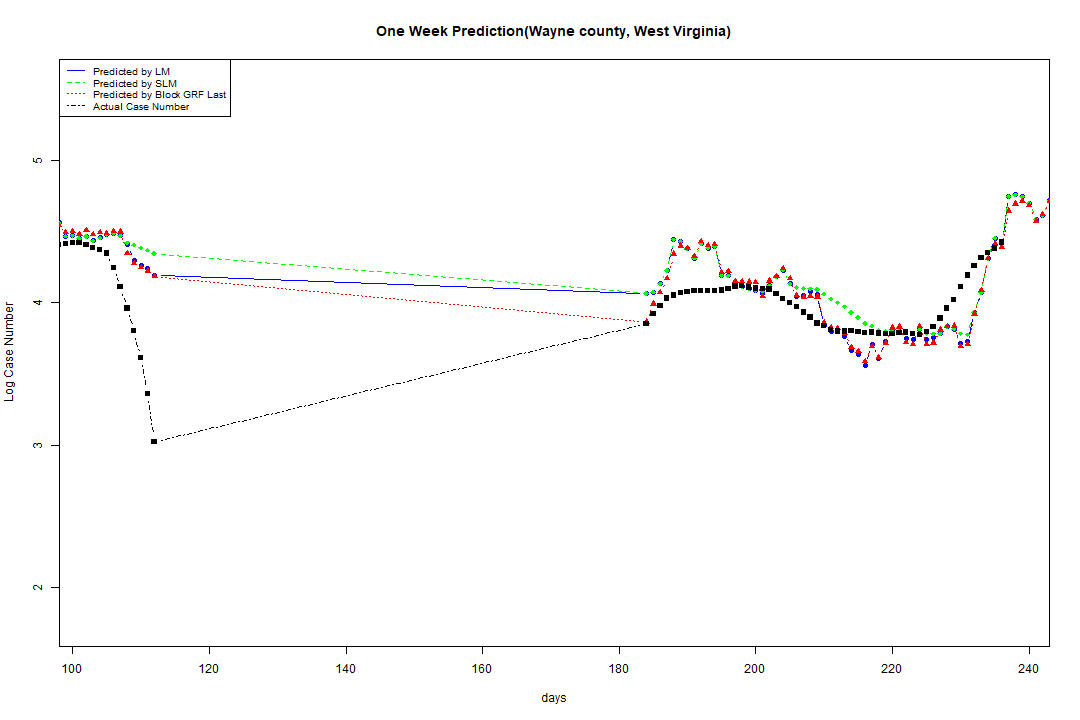 One Week Prediction(Wayne county, West Virginia)
Predicted by LM
Predicted by SLM
Predicted by Block GRF Last
Actual Case Number
5
4
3
2
Log Case Number
100 120 140 160 180 200 220 240
days